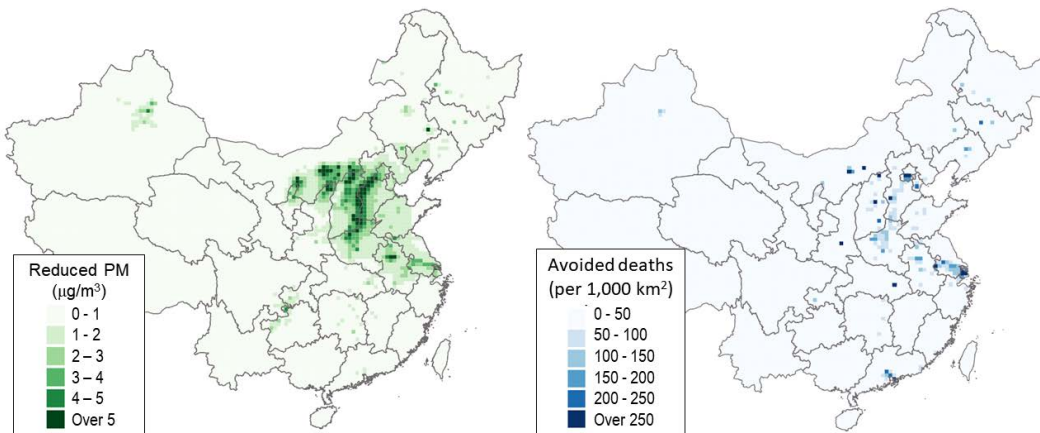 Reduced PM
(μg/m³)
0 - 1
1 - 2
2 – 3
3 – 4
4 – 5
Over 5
Avoided deaths
(per 1,000 km²)
0 - 50
50 - 100
100 - 150
150 - 200
200 - 250
Over 250